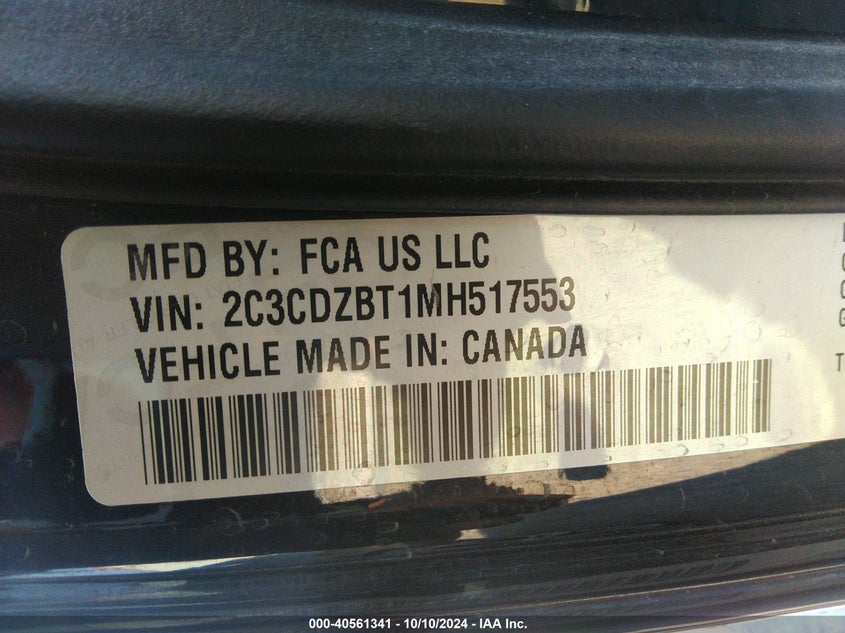 MFD BY: FCA US LLC
VIN: 2C3CDZBT1MH517553
VEHICLE MADE IN: CANADA
T
000-40561341 - 10/10/2024 - IAA Inc.